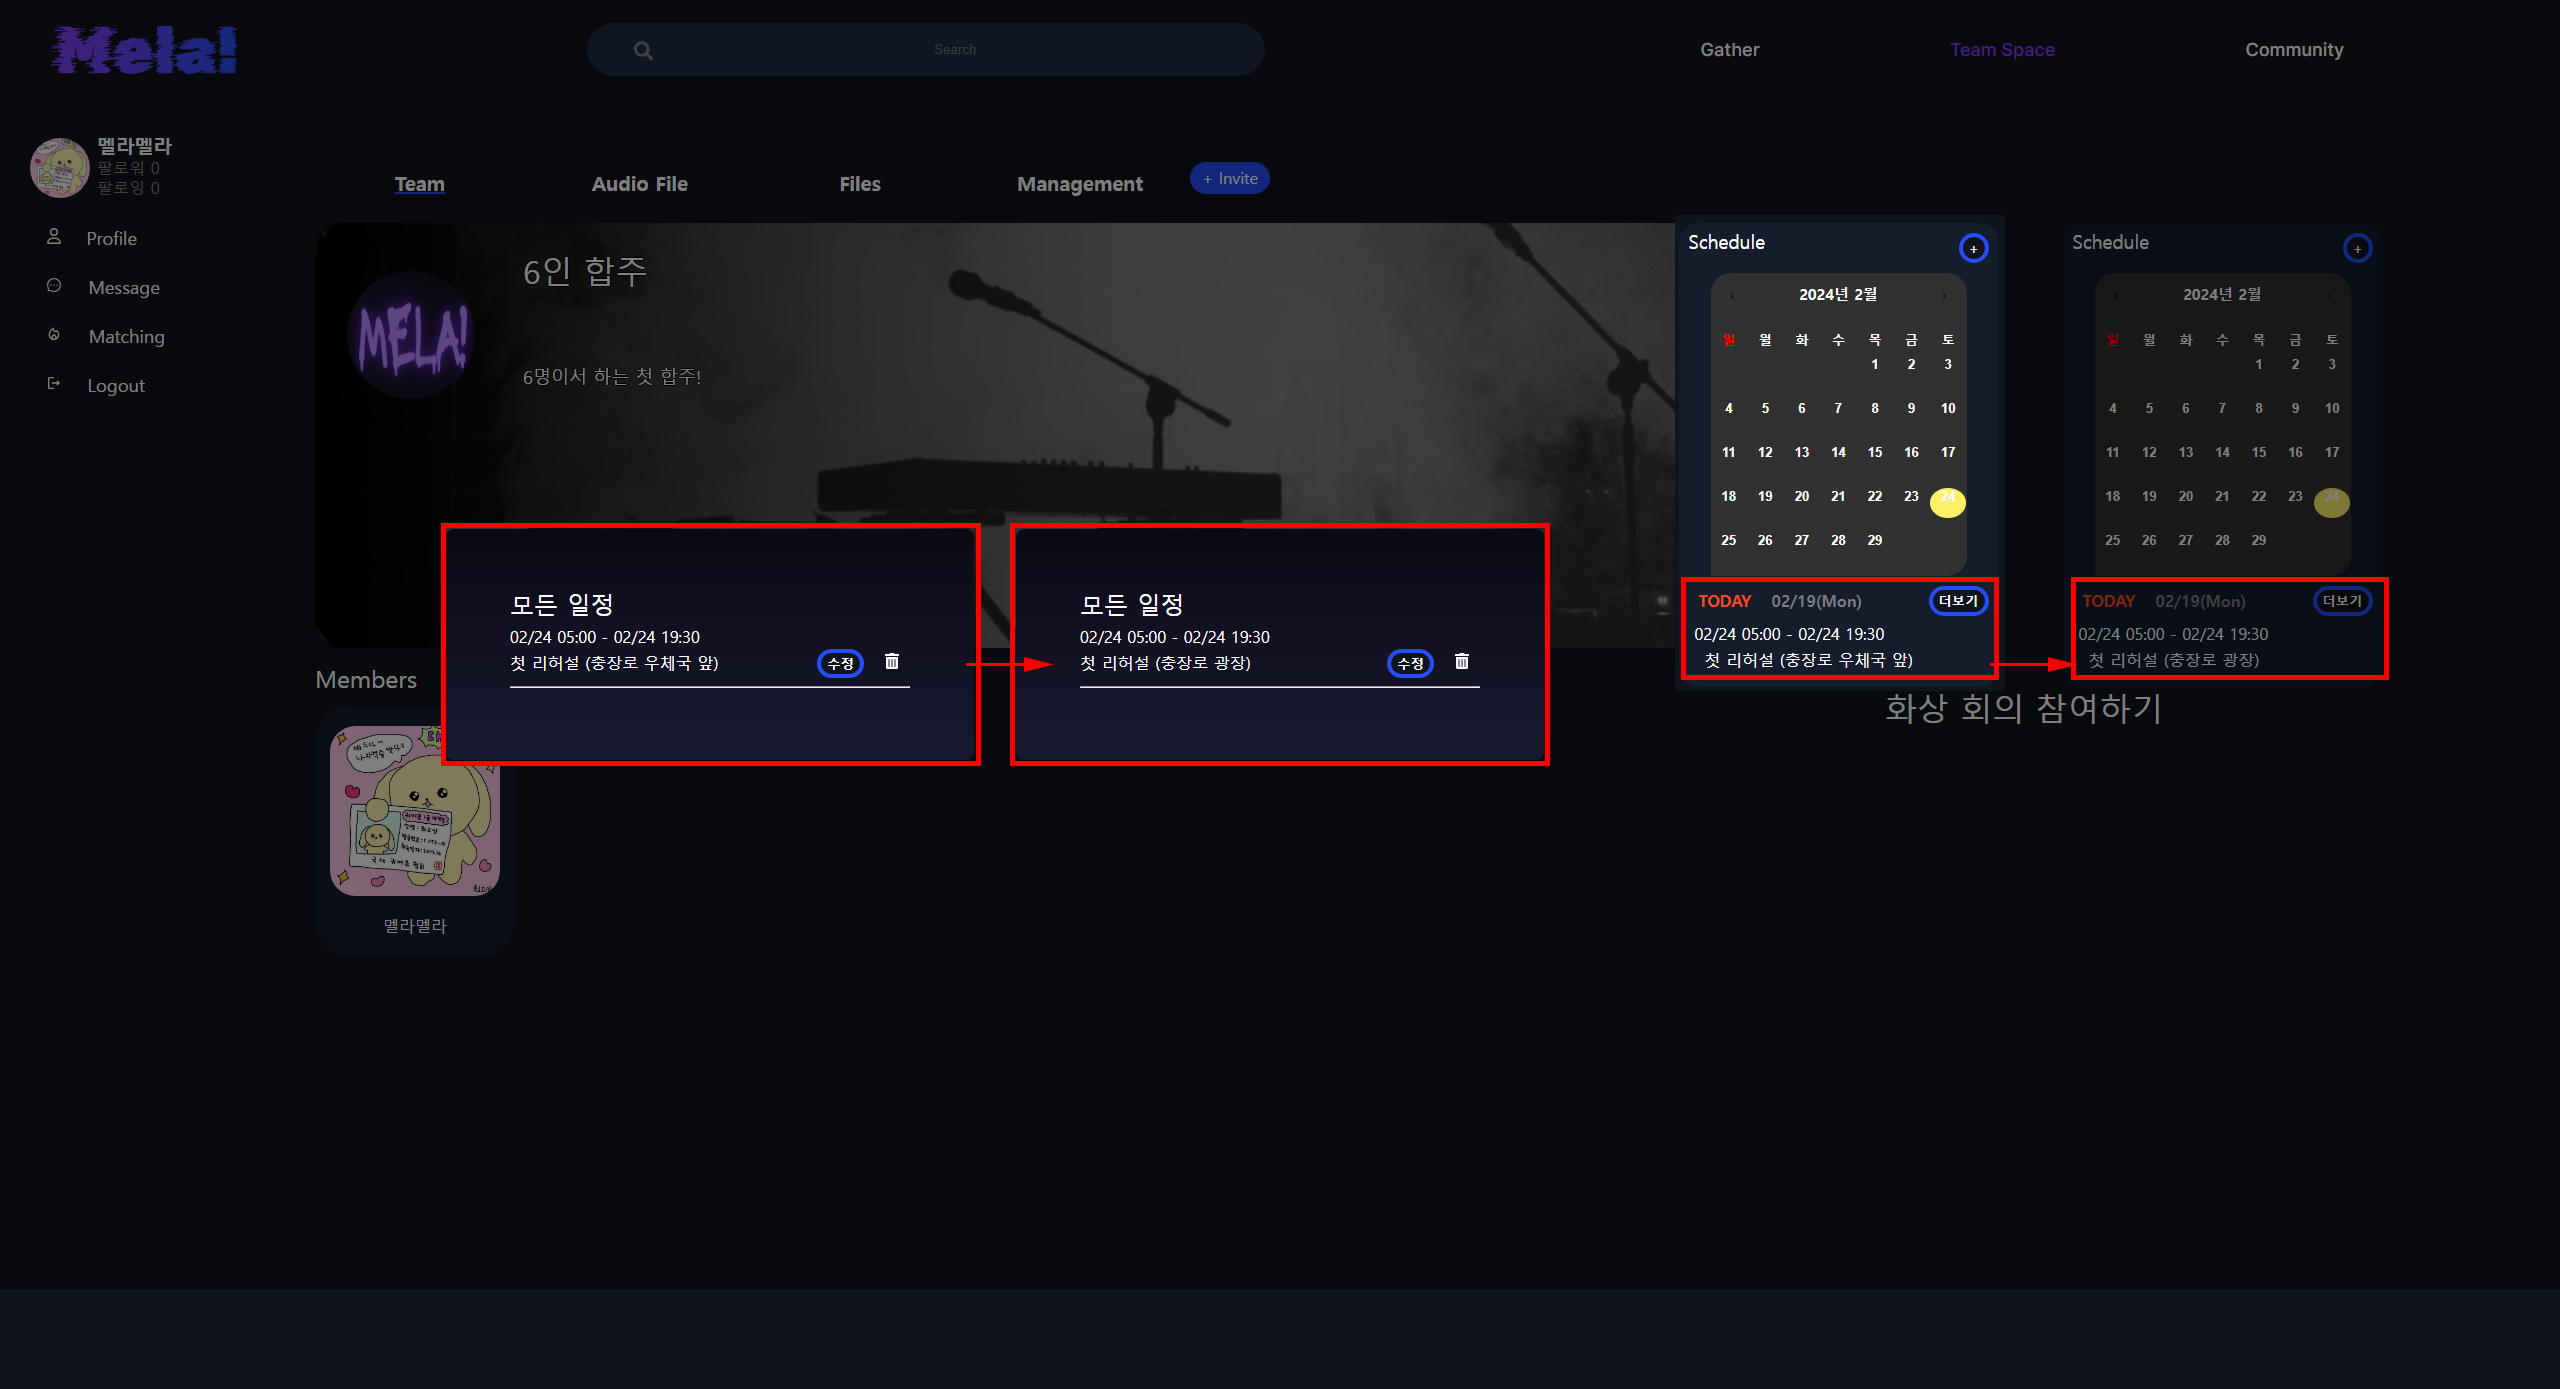 Mela!
Search
Gather
Team Space
Community
멜라멜라
팔로워 0
팔로잉 0
Profile
Message
Matching
Logout
Team
Audio File
Files
Management
+ Invite
MELA!
6인 합주
6명이서 하는 첫 합주!
Schedule
+
‹ 2024년 2월 ›
일 월 화 수 목 금 토
1 2 3
4 5 6 7 8 9 10
11 12 13 14 15 16 17
18 19 20 21 22 23 24
25 26 27 28 29
TODAY 02/19(Mon) 더보기
02/24 05:00 - 02/24 19:30
첫 리허설 (충장로 우체국 앞)
Schedule
+
‹ 2024년 2월 ›
일 월 화 수 목 금 토
1 2 3
4 5 6 7 8 9 10
11 12 13 14 15 16 17
18 19 20 21 22 23 24
25 26 27 28 29
TODAY 02/19(Mon) 더보기
02/24 05:00 - 02/24 19:30
첫 리허설 (충장로 광장)
모든 일정
02/24 05:00 - 02/24 19:30
첫 리허설 (충장로 우체국 앞) 수정
모든 일정
02/24 05:00 - 02/24 19:30
첫 리허설 (충장로 광장) 수정
화상 회의 참여하기
Members
멜라멜라